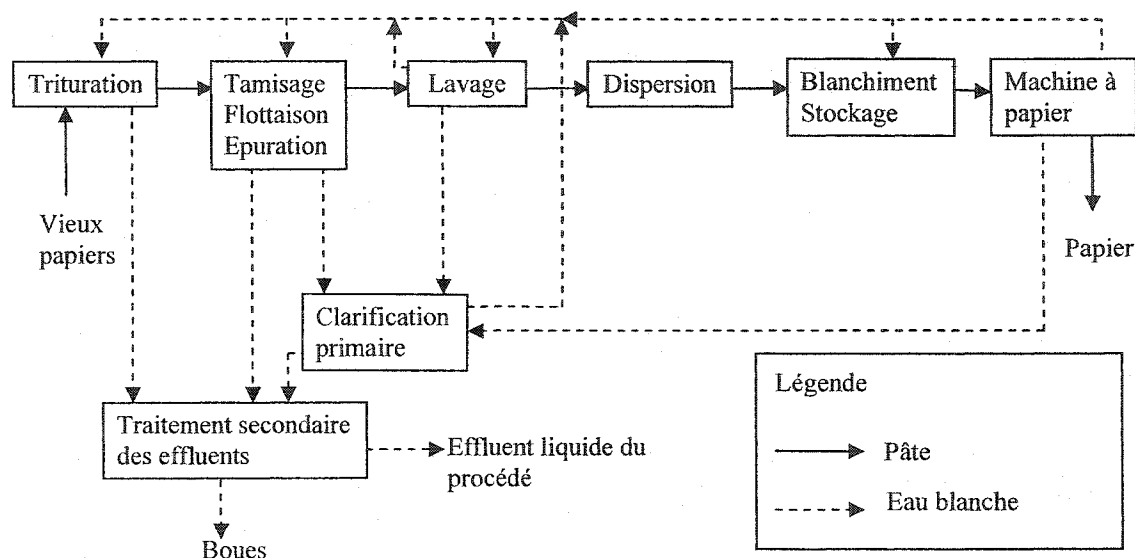 Trituration
Tamisage
Flottaison
Epuration
Lavage
Dispersion
Blanchiment
Stockage
Machine à
papier
Vieux
papiers
Papier
Clarification
primaire
Traitement secondaire
des effluents
Effluent liquide du
procédé
Boues
Légende
Pâte
Eau blanche